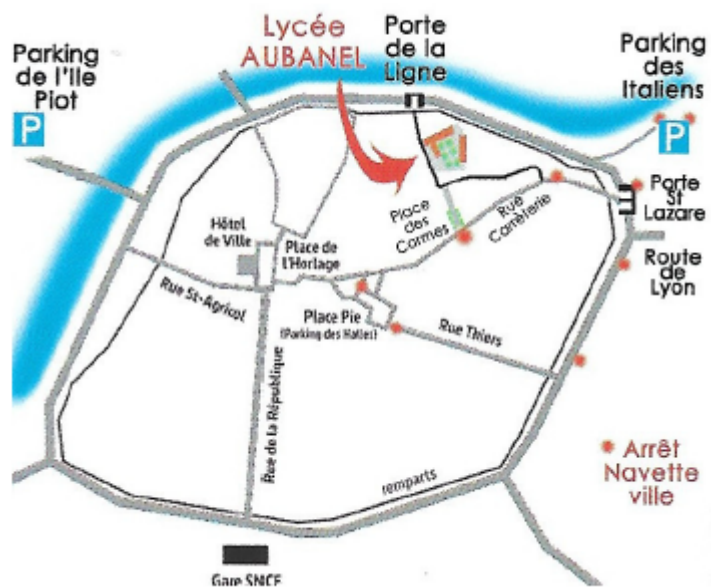 Parking
de l'Ile
Piot
P
Lycée
AUBANEL
Porte
de la
Ligne
Parking
des
Italiens
P
Porte
St
Lazare
Route
de
Lyon
Hôtel
de Ville
Place de
l'Horlage
Place
des
Carmes
Rue
Carrèterie
Rue St-Agricol
Place Pie
(Parking des Halles)
Rue Thiers
Rue de la République
remparts
Arrêt
Navette
ville
Gare SNCF